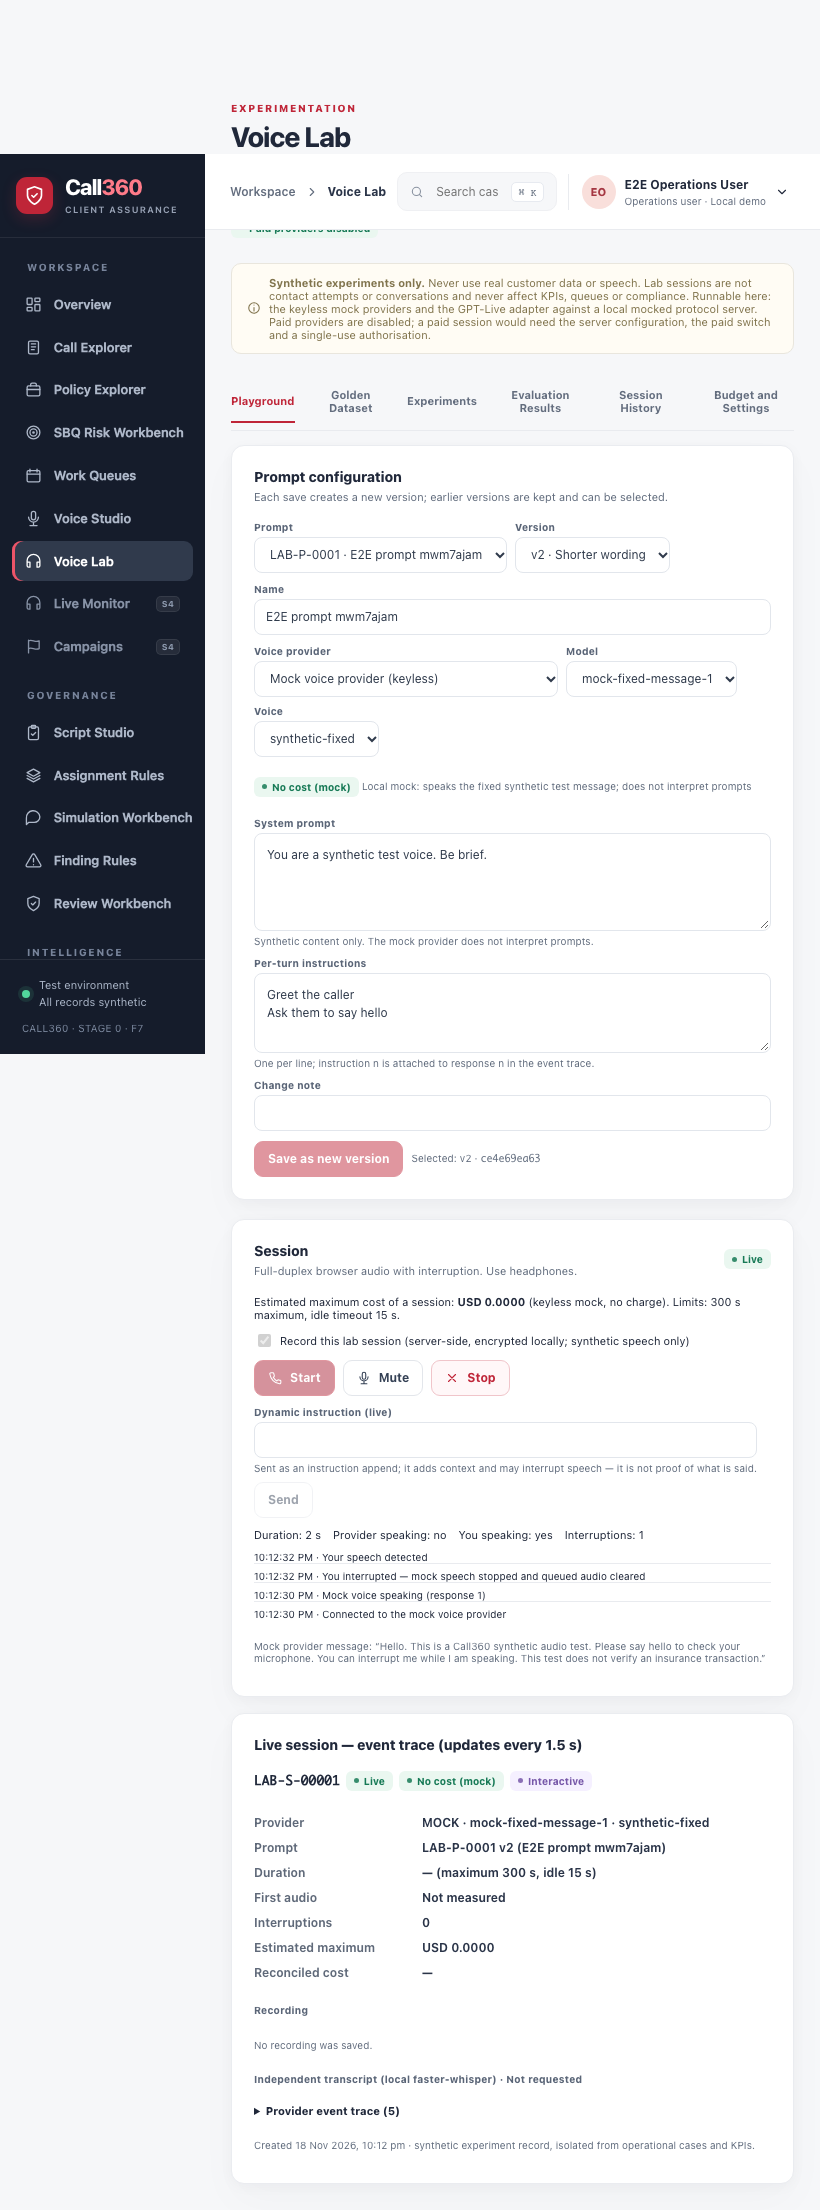 EXPERIMENTATION
Voice Lab
Call360
CLIENT ASSURANCE
Workspace
Voice Lab
Search cas
⌘ K
EO
E2E Operations User
Operations user · Local demo
WORKSPACE
Overview
Call Explorer
Policy Explorer
SBQ Risk Workbench
Work Queues
Voice Studio
Voice Lab
Live Monitor
S4
Campaigns
S4
GOVERNANCE
Script Studio
Assignment Rules
Simulation Workbench
Finding Rules
Review Workbench
INTELLIGENCE
Test environment
All records synthetic
CALL360 · STAGE 0 · F7
Paid providers disabled
Synthetic experiments only. Never use real customer data or speech. Lab sessions are not
contact attempts or conversations and never affect KPIs, queues or compliance. Runnable here:
the keyless mock providers and the GPT-Live adapter against a local mocked protocol server.
Paid providers are disabled; a paid session would need the server configuration, the paid switch
and a single-use authorisation.
Playground
Golden
Dataset
Experiments
Evaluation
Results
Session
History
Budget and
Settings
Prompt configuration
Each save creates a new version; earlier versions are kept and can be selected.
Prompt
Version
LAB-P-0001 · E2E prompt mwm7ajam
v2 · Shorter wording
Name
E2E prompt mwm7ajam
Voice provider
Model
Mock voice provider (keyless)
mock-fixed-message-1
Voice
synthetic-fixed
No cost (mock)
Local mock: speaks the fixed synthetic test message; does not interpret prompts
System prompt
You are a synthetic test voice. Be brief.
Synthetic content only. The mock provider does not interpret prompts.
Per-turn instructions
Greet the caller
Ask them to say hello
One per line; instruction n is attached to response n in the event trace.
Change note
Save as new version
Selected: v2 · ce4e69ea63
Session
Full-duplex browser audio with interruption. Use headphones.
Live
Estimated maximum cost of a session: USD 0.0000 (keyless mock, no charge). Limits: 300 s
maximum, idle timeout 15 s.
Record this lab session (server-side, encrypted locally; synthetic speech only)
Start
Mute
Stop
Dynamic instruction (live)
Sent as an instruction append; it adds context and may interrupt speech — it is not proof of what is said.
Send
Duration: 2 s
Provider speaking: no
You speaking: yes
Interruptions: 1
10:12:32 PM · Your speech detected
10:12:32 PM · You interrupted — mock speech stopped and queued audio cleared
10:12:30 PM · Mock voice speaking (response 1)
10:12:30 PM · Connected to the mock voice provider
Mock provider message: “Hello. This is a Call360 synthetic audio test. Please say hello to check your
microphone. You can interrupt me while I am speaking. This test does not verify an insurance transaction.”
Live session — event trace (updates every 1.5 s)
LAB-S-00001
Live
No cost (mock)
Interactive
Provider
MOCK · mock-fixed-message-1 · synthetic-fixed
Prompt
LAB-P-0001 v2 (E2E prompt mwm7ajam)
Duration
— (maximum 300 s, idle 15 s)
First audio
Not measured
Interruptions
0
Estimated maximum
USD 0.0000
Reconciled cost
—
Recording
No recording was saved.
Independent transcript (local faster-whisper) · Not requested
Provider event trace (5)
Created 18 Nov 2026, 10:12 pm · synthetic experiment record, isolated from operational cases and KPIs.